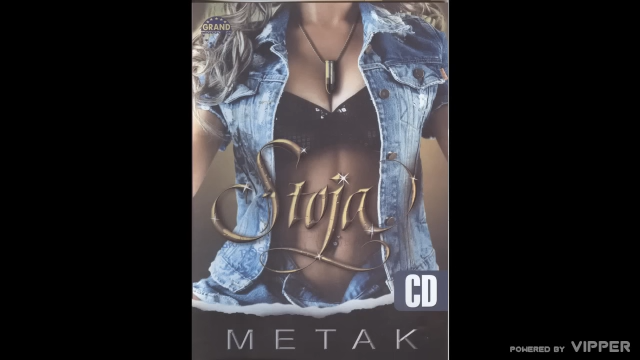 GRAND
Stoja
CD
METAK
POWERED BY VIPPER